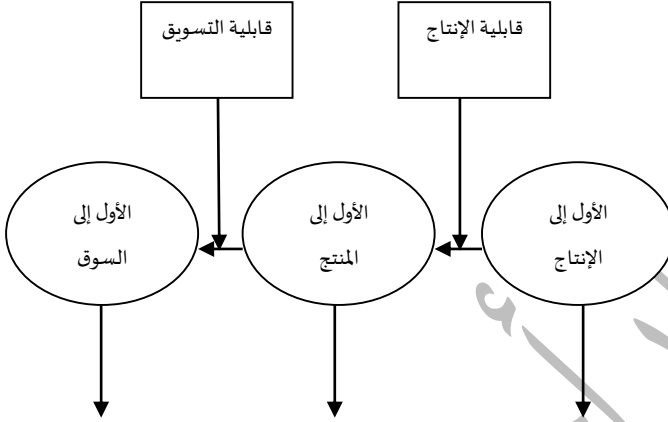 قابلية الإنتاج
قابلية التسويق
الأول إلى
الإنتاج
الأول إلى
المنتج
الأول إلى
السوق